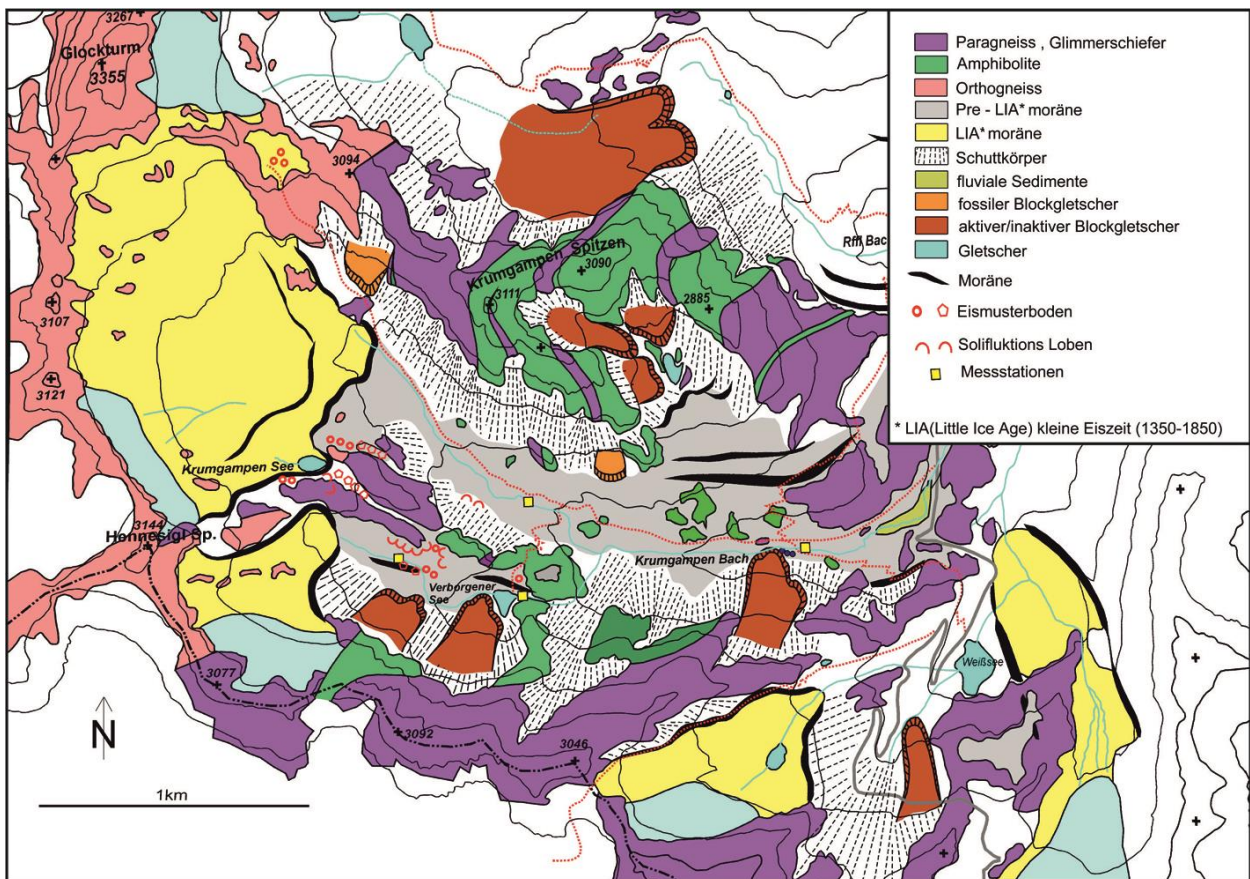 3267
Glockturm
3355
3094
Krumgampen Spitzen
3090
3111
2885
Rifl Bach
3107
3121
Krumgampen See
3144
Hennesigl Sp.
Krumgampen Bach
Verborgener
See
Weißsee
3077
3092
3046
N
1km
Paragneiss , Glimmerschiefer
Amphibolite
Orthogneiss
Pre - LIA* moräne
LIA* moräne
Schuttkörper
fluviale Sedimente
fossiler Blockgletscher
aktiver/inaktiver Blockgletscher
Gletscher
Moräne
Eismusterboden
Solifluktions Loben
Messstationen
* LIA(Little Ice Age) kleine Eiszeit (1350-1850)